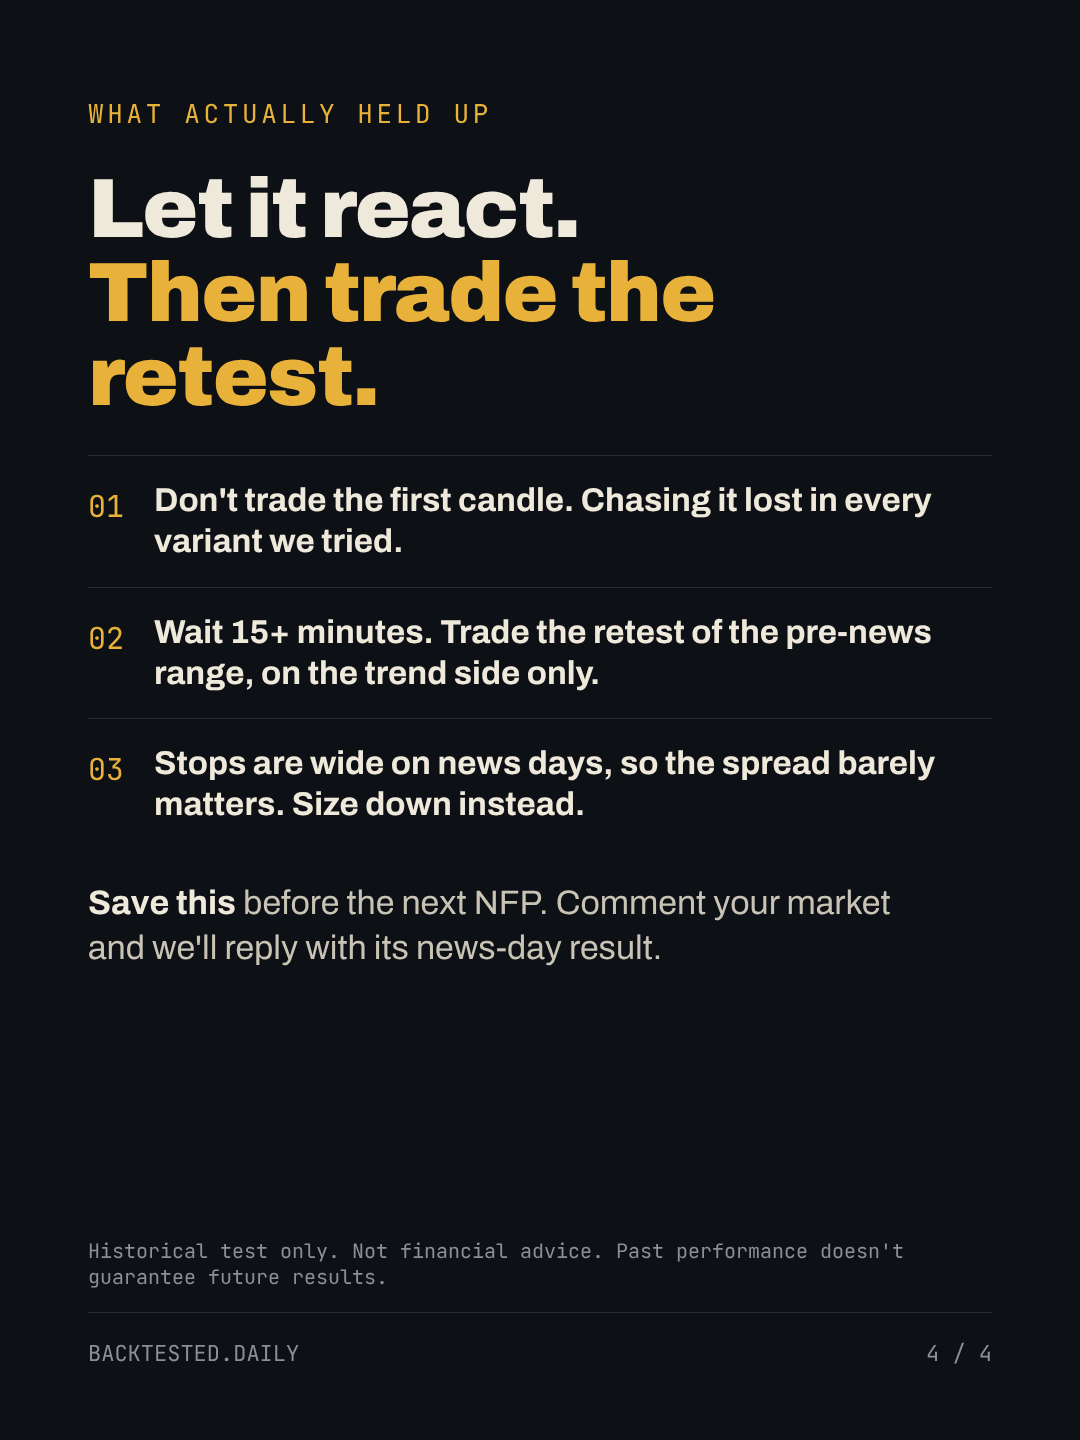 WHAT ACTUALLY HELD UP
Let it react.
Then trade the
retest.
01 Don't trade the first candle. Chasing it lost in every
variant we tried.
02 Wait 15+ minutes. Trade the retest of the pre-news
range, on the trend side only.
03 Stops are wide on news days, so the spread barely
matters. Size down instead.
Save this before the next NFP. Comment your market
and we'll reply with its news-day result.
Historical test only. Not financial advice. Past performance doesn't
guarantee future results.
BACKTESTED.DAILY 4 / 4